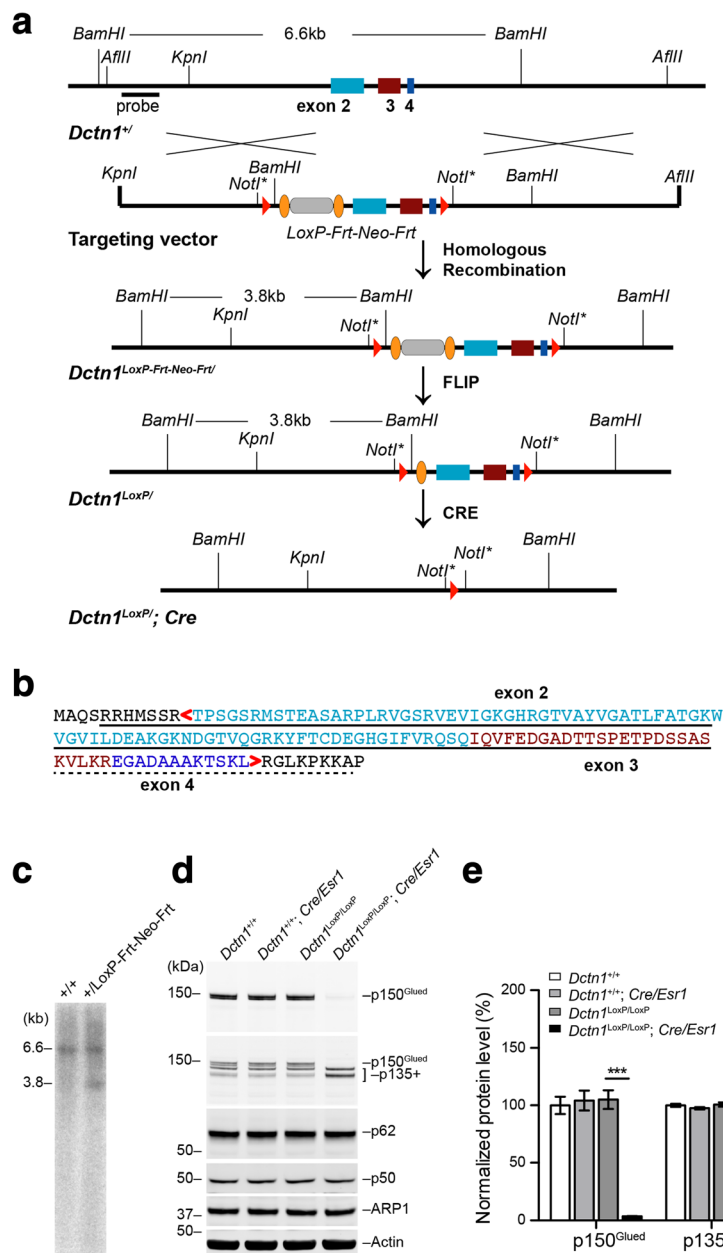 a
BamHI 6.6kb BamHI
AflII KpnI AflII
probe exon 2 3 4
Dctn1+/
KpnI BamHI AflII
NotI* NotI* BamHI
LoxP-Frt-Neo-Frt
Targeting vector
Homologous
Recombination
BamHI 3.8kb BamHI BamHI
KpnI NotI* NotI*
Dctn1LoxP-Frt-Neo-Frt/
FLIP
BamHI 3.8kb BamHI BamHI
KpnI NotI* NotI*
Dctn1LoxP/
CRE
BamHI KpnI NotI* NotI* BamHI
Dctn1LoxP/; Cre
b
exon 2
MAQSRRHMSSR<TPSGSRMSTEASARPLRVGSRVEVIGKGHRGTVAYVGATLFATGKW
VGVILDEAKGKNDGTVQGRKYFTCDEGHGIFVRQSQIQVFEDGADTTSPETPDSSAS
exon 3
KVLKREGADAAAKTSKL>RGLKPKKAP
exon 4
c
+/+
+/LoxP-Frt-Neo-Frt
(kb)
6.6–
3.8–
d
Dctn1+/+
Dctn1+/+; Cre/Esr1
Dctn1LoxP/LoxP
Dctn1LoxP/LoxP; Cre/Esr1
(kDa)
150– –p150Glued
150– –p150Glued
]–p135+
–p62
50–
–p50
50–
37– –ARP1
50–
–Actin
e
Dctn1+/+
Dctn1+/+; Cre/Esr1
Dctn1LoxP/LoxP
Dctn1LoxP/LoxP; Cre/Esr1
Normalized protein level (%)
200
150
100
50
0
***
p150Glued p135